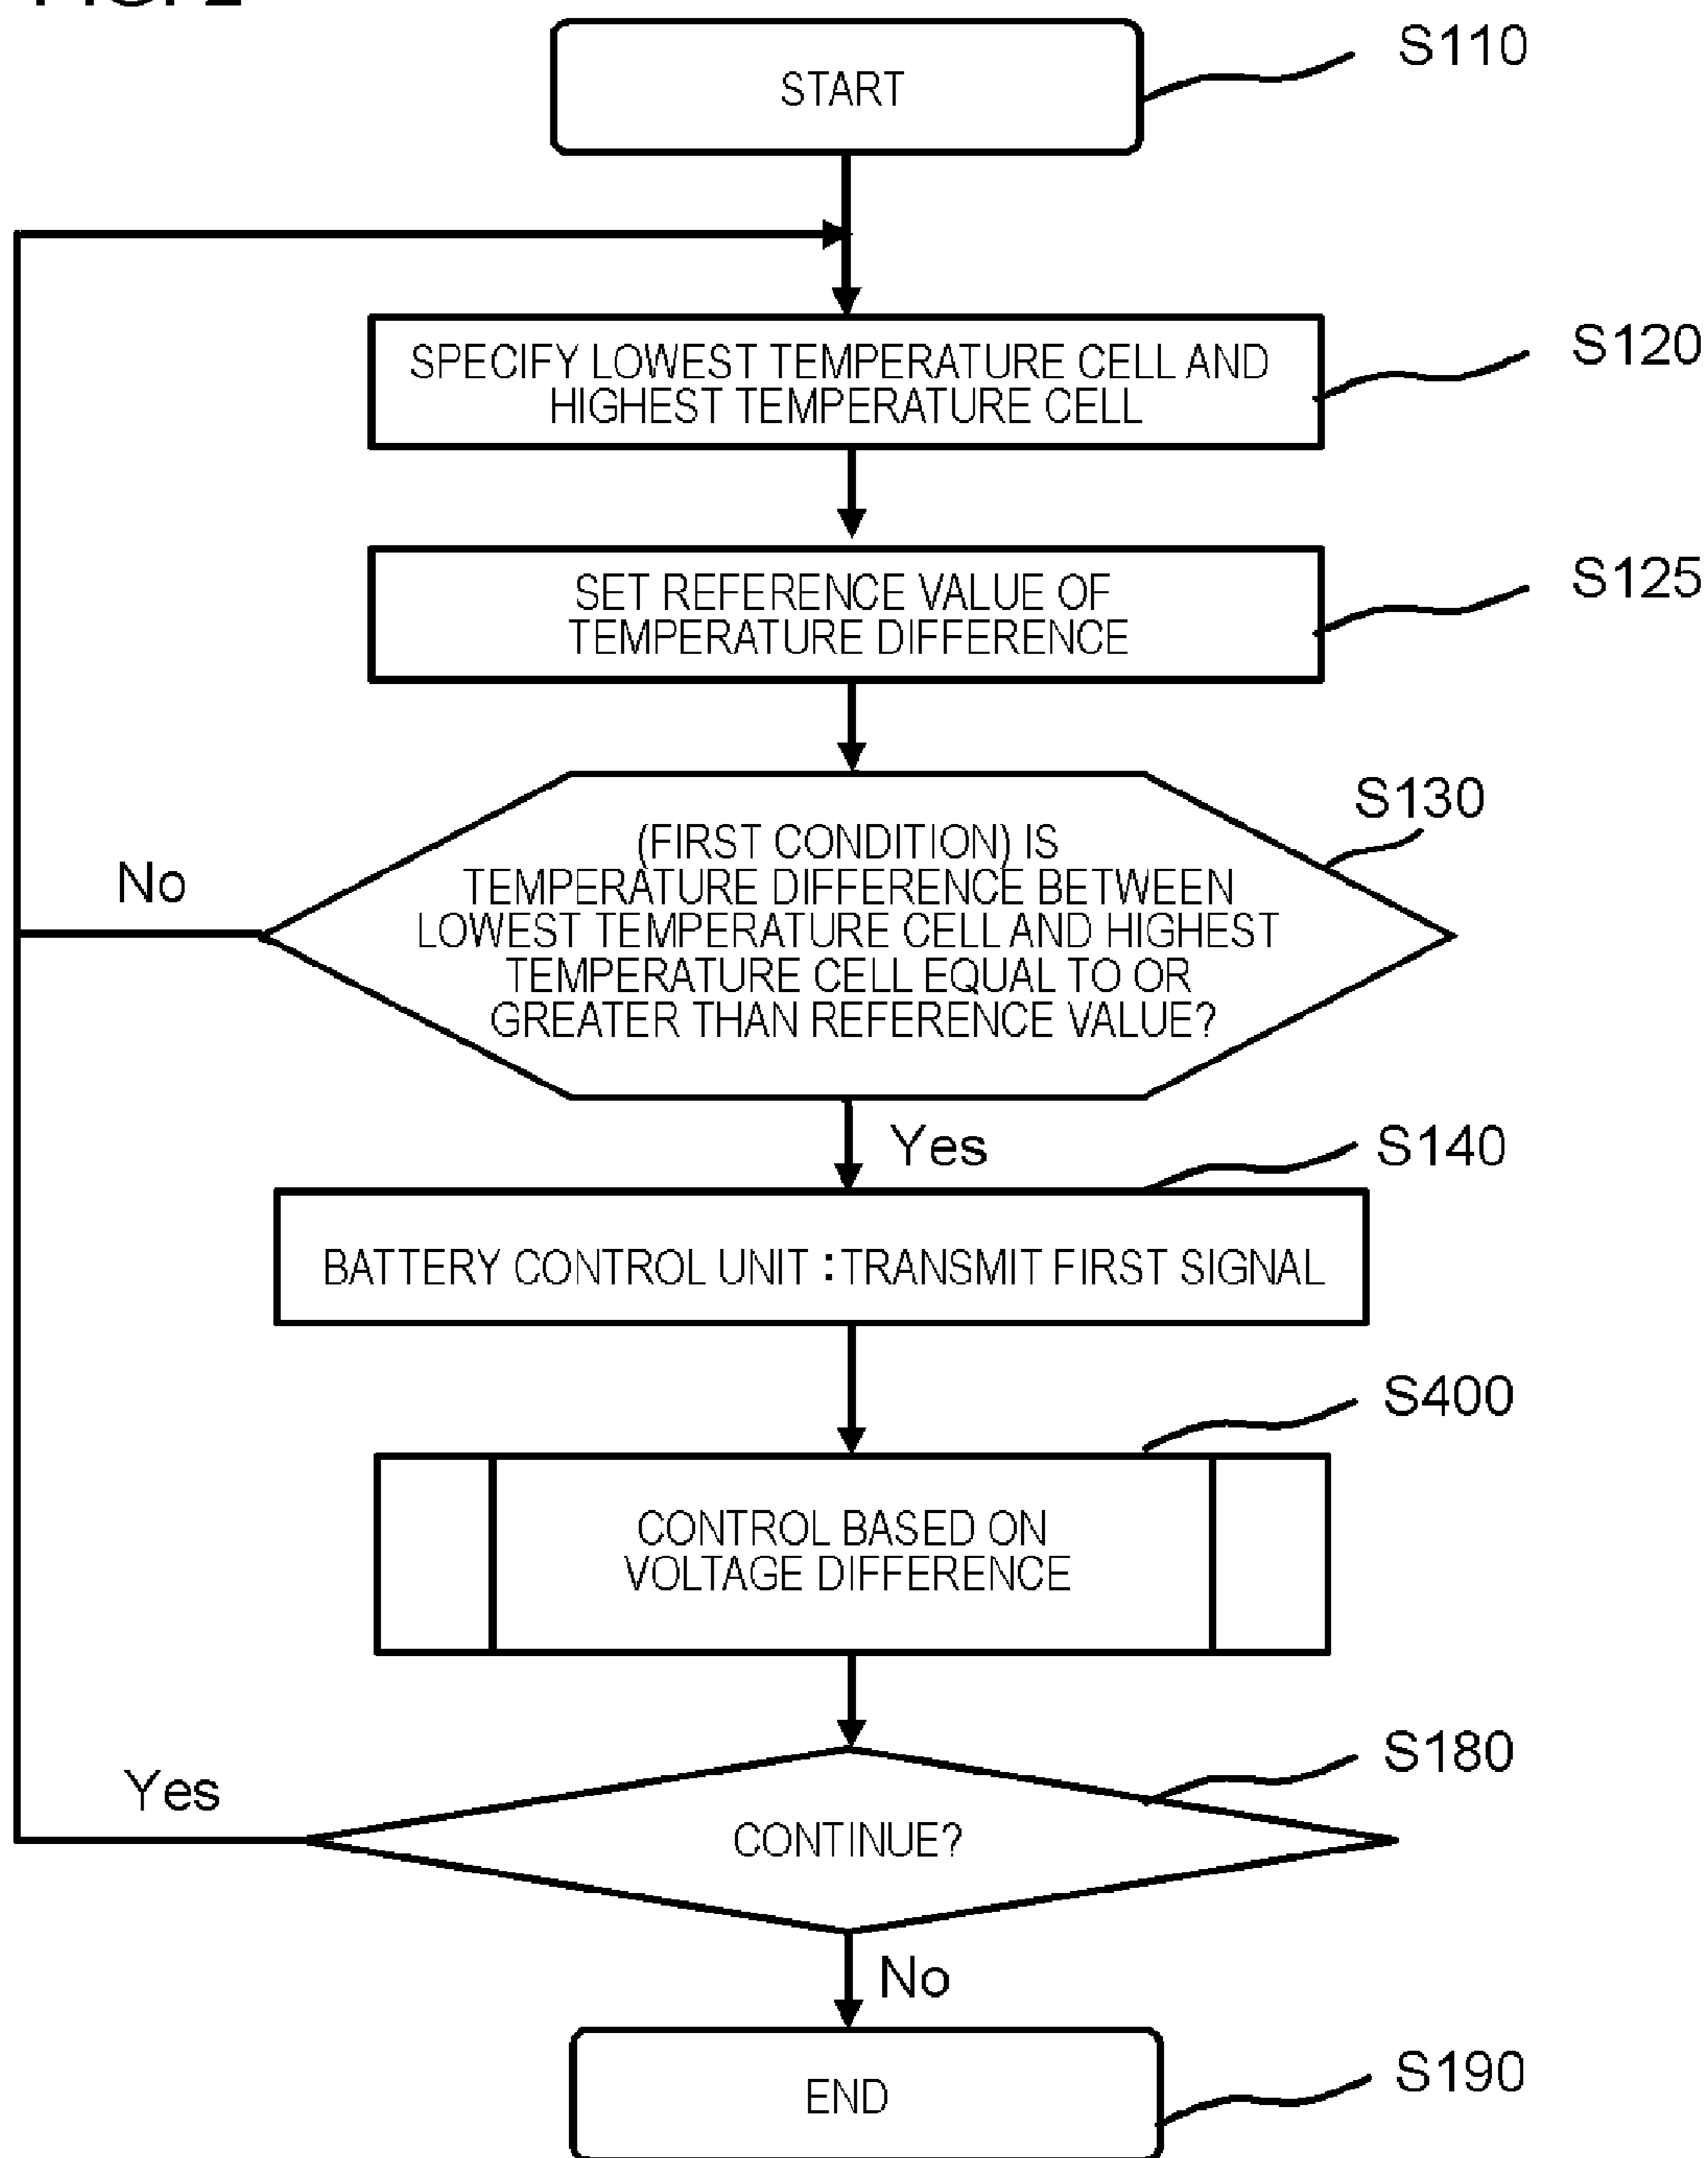 START
S110
SPECIFY LOWEST TEMPERATURE CELL AND
HIGHEST TEMPERATURE CELL
S120
SET REFERENCE VALUE OF
TEMPERATURE DIFFERENCE
S125
(FIRST CONDITION) IS
TEMPERATURE DIFFERENCE BETWEEN
LOWEST TEMPERATURE CELL AND HIGHEST
TEMPERATURE CELL EQUAL TO OR
GREATER THAN REFERENCE VALUE?
S130
No
Yes
BATTERY CONTROL UNIT : TRANSMIT FIRST SIGNAL
S140
CONTROL BASED ON
VOLTAGE DIFFERENCE
S400
CONTINUE?
S180
Yes
No
END
S190